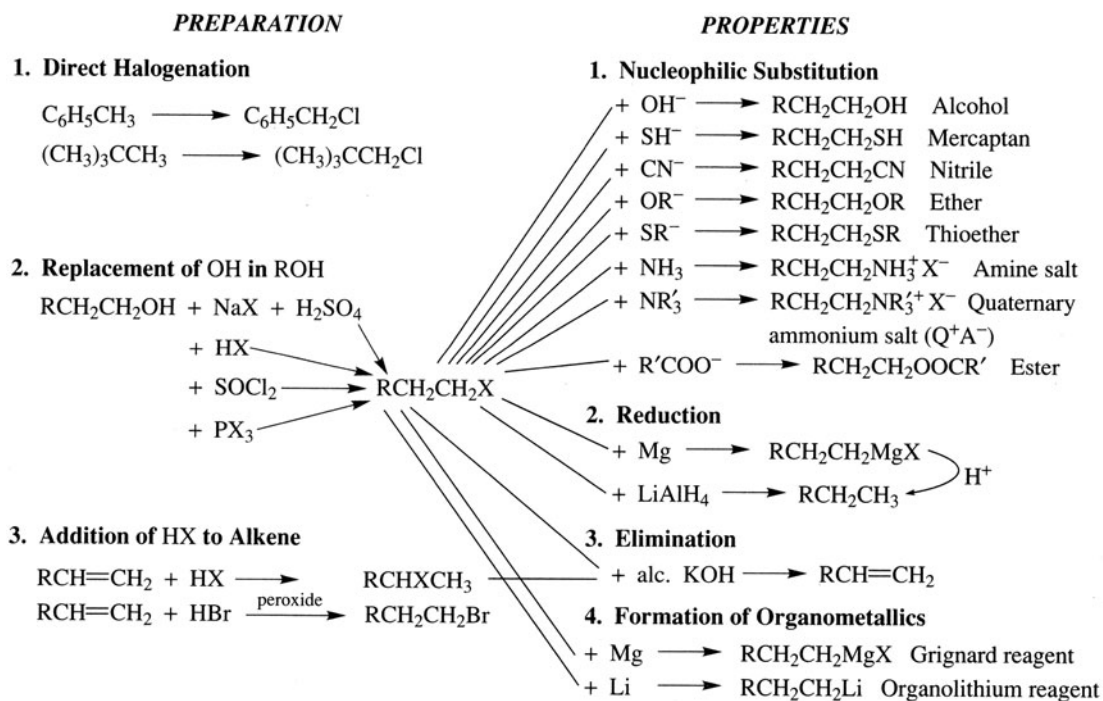 PREPARATION
1. Direct Halogenation
C₆H₅CH₃ ⟶ C₆H₅CH₂Cl
(CH₃)₃CCH₃ ⟶ (CH₃)₃CCH₂Cl
2. Replacement of OH in ROH
RCH₂CH₂OH + NaX + H₂SO₄
+ HX
+ SOCl₂
+ PX₃
RCH₂CH₂X
3. Addition of HX to Alkene
RCH=CH₂ + HX ⟶ RCHXCH₃
RCH=CH₂ + HBr peroxide ⟶ RCH₂CH₂Br
PROPERTIES
1. Nucleophilic Substitution
+ OH⁻ ⟶ RCH₂CH₂OH Alcohol
+ SH⁻ ⟶ RCH₂CH₂SH Mercaptan
+ CN⁻ ⟶ RCH₂CH₂CN Nitrile
+ OR⁻ ⟶ RCH₂CH₂OR Ether
+ SR⁻ ⟶ RCH₂CH₂SR Thioether
+ NH₃ ⟶ RCH₂CH₂NH₃⁺X⁻ Amine salt
+ NR′₃ ⟶ RCH₂CH₂NR′₃⁺X⁻ Quaternary
ammonium salt (Q⁺A⁻)
+ R′COO⁻ ⟶ RCH₂CH₂OOCR′ Ester
2. Reduction
+ Mg ⟶ RCH₂CH₂MgX
H⁺
+ LiAlH₄ ⟶ RCH₂CH₃
3. Elimination
+ alc. KOH ⟶ RCH=CH₂
4. Formation of Organometallics
+ Mg ⟶ RCH₂CH₂MgX Grignard reagent
+ Li ⟶ RCH₂CH₂Li Organolithium reagent